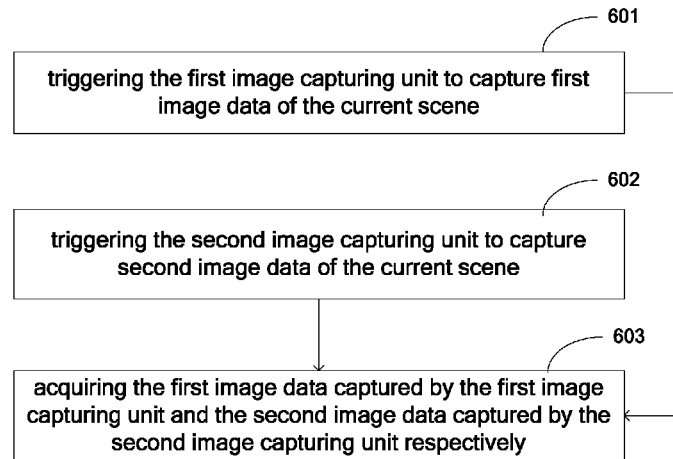 601
triggering the first image capturing unit to capture first
image data of the current scene
602
triggering the second image capturing unit to capture
second image data of the current scene
603
acquiring the first image data captured by the first image
capturing unit and the second image data captured by the
second image capturing unit respectively